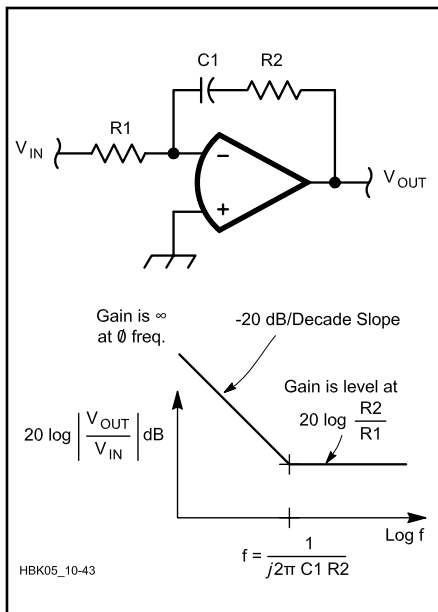 C1
R2
R1
V_IN
−
+
V_OUT
Gain is ∞
at 0̸ freq.
-20 dB/Decade Slope
Gain is level at
20 log R2/R1
20 log |V_OUT/V_IN| dB
Log f
f = 1/(j2π C1 R2)
HBK05_10-43